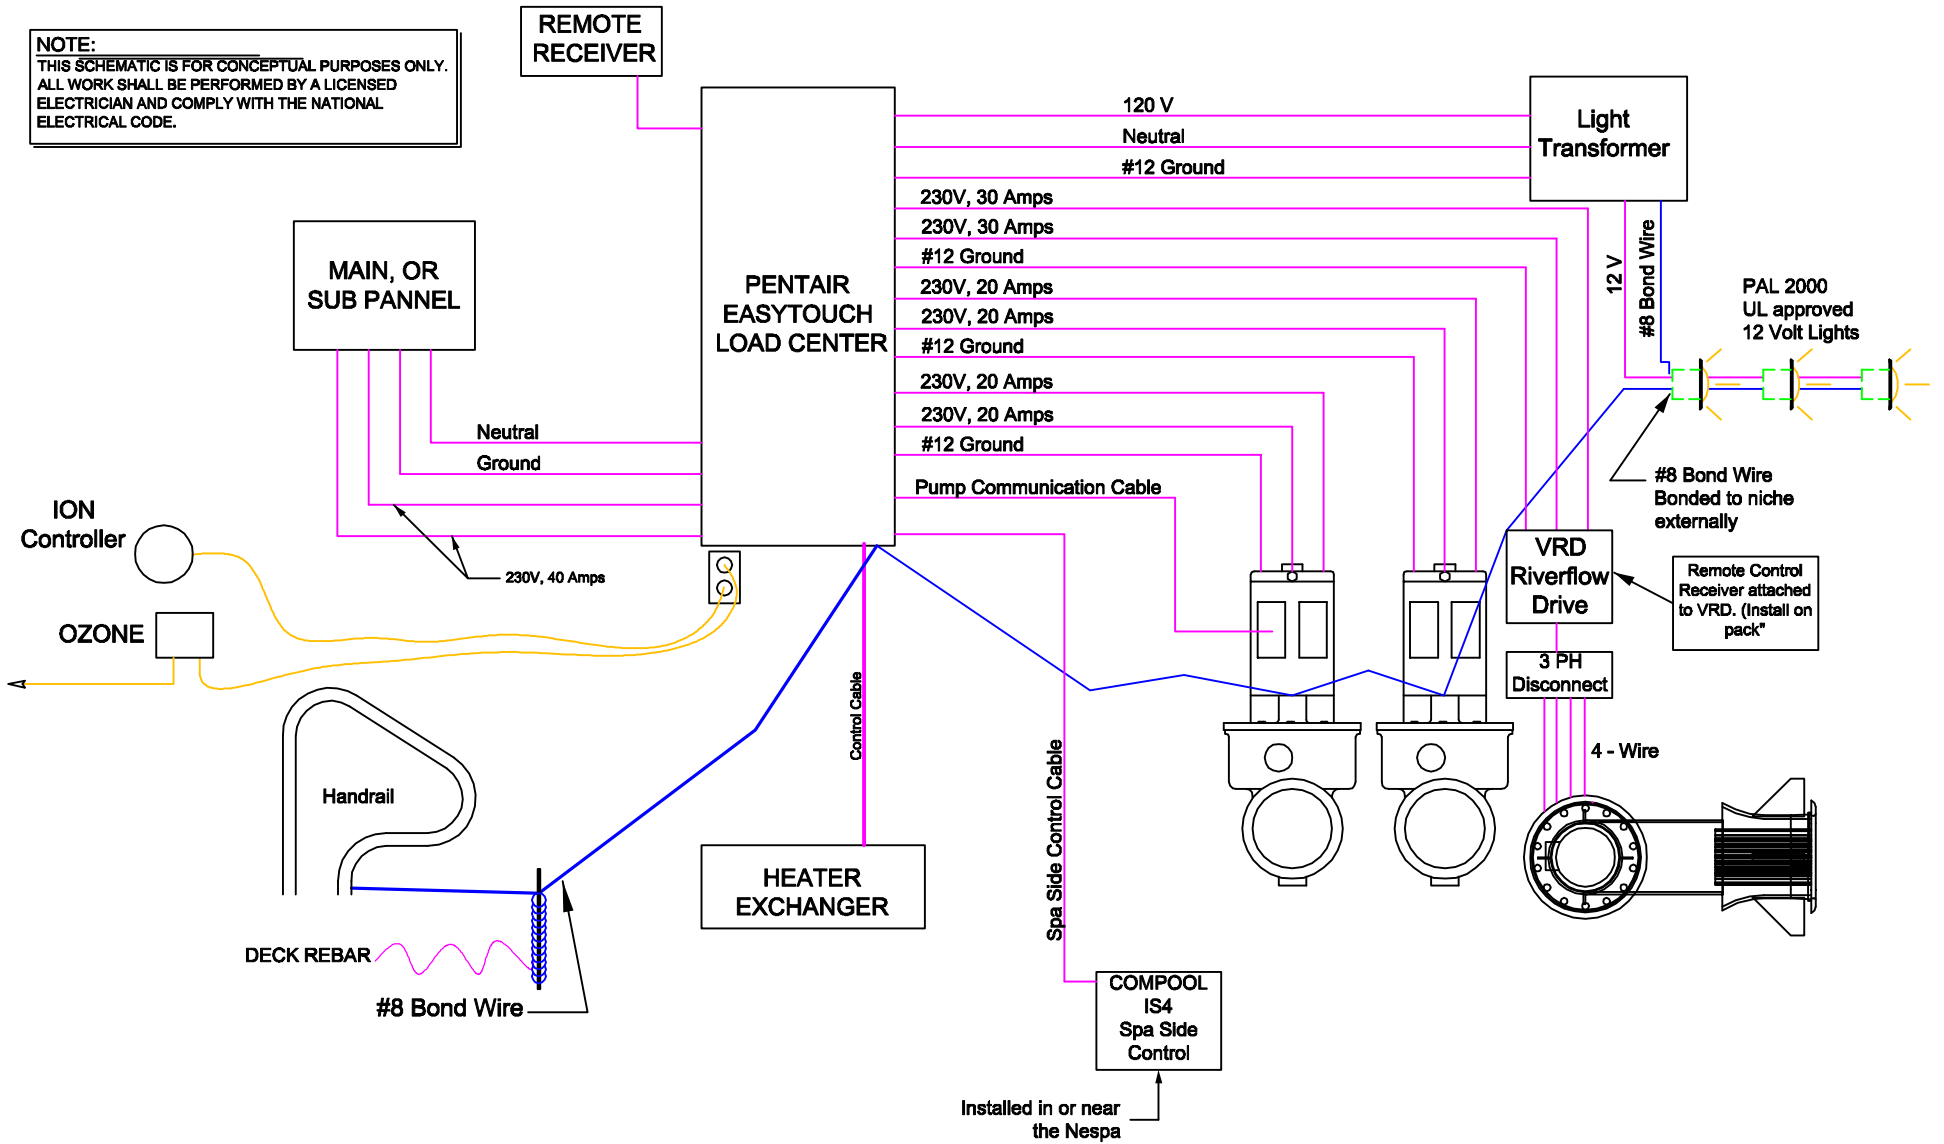 NOTE:
THIS SCHEMATIC IS FOR CONCEPTUAL PURPOSES ONLY.
ALL WORK SHALL BE PERFORMED BY A LICENSED
ELECTRICIAN AND COMPLY WITH THE NATIONAL
ELECTRICAL CODE.
REMOTE
RECEIVER
MAIN, OR
SUB PANNEL
PENTAIR
EASYTOUCH
LOAD CENTER
120 V
Neutral
#12 Ground
230V, 30 Amps
230V, 30 Amps
#12 Ground
230V, 20 Amps
230V, 20 Amps
#12 Ground
230V, 20 Amps
230V, 20 Amps
#12 Ground
Pump Communication Cable
Light
Transformer
12 V
#8 Bond Wire
PAL 2000
UL approved
12 Volt Lights
#8 Bond Wire
Bonded to niche
externally
Neutral
Ground
230V, 40 Amps
ION
Controller
OZONE
VRD
Riverflow
Drive
Remote Control
Receiver attached
to VRD. (Install on
pack"
3 PH
Disconnect
4 - Wire
Control Cable
Spa Side Control Cable
Handrail
HEATER
EXCHANGER
DECK REBAR
#8 Bond Wire
COMPOOL
IS4
Spa Side
Control
Installed in or near
the Nespa